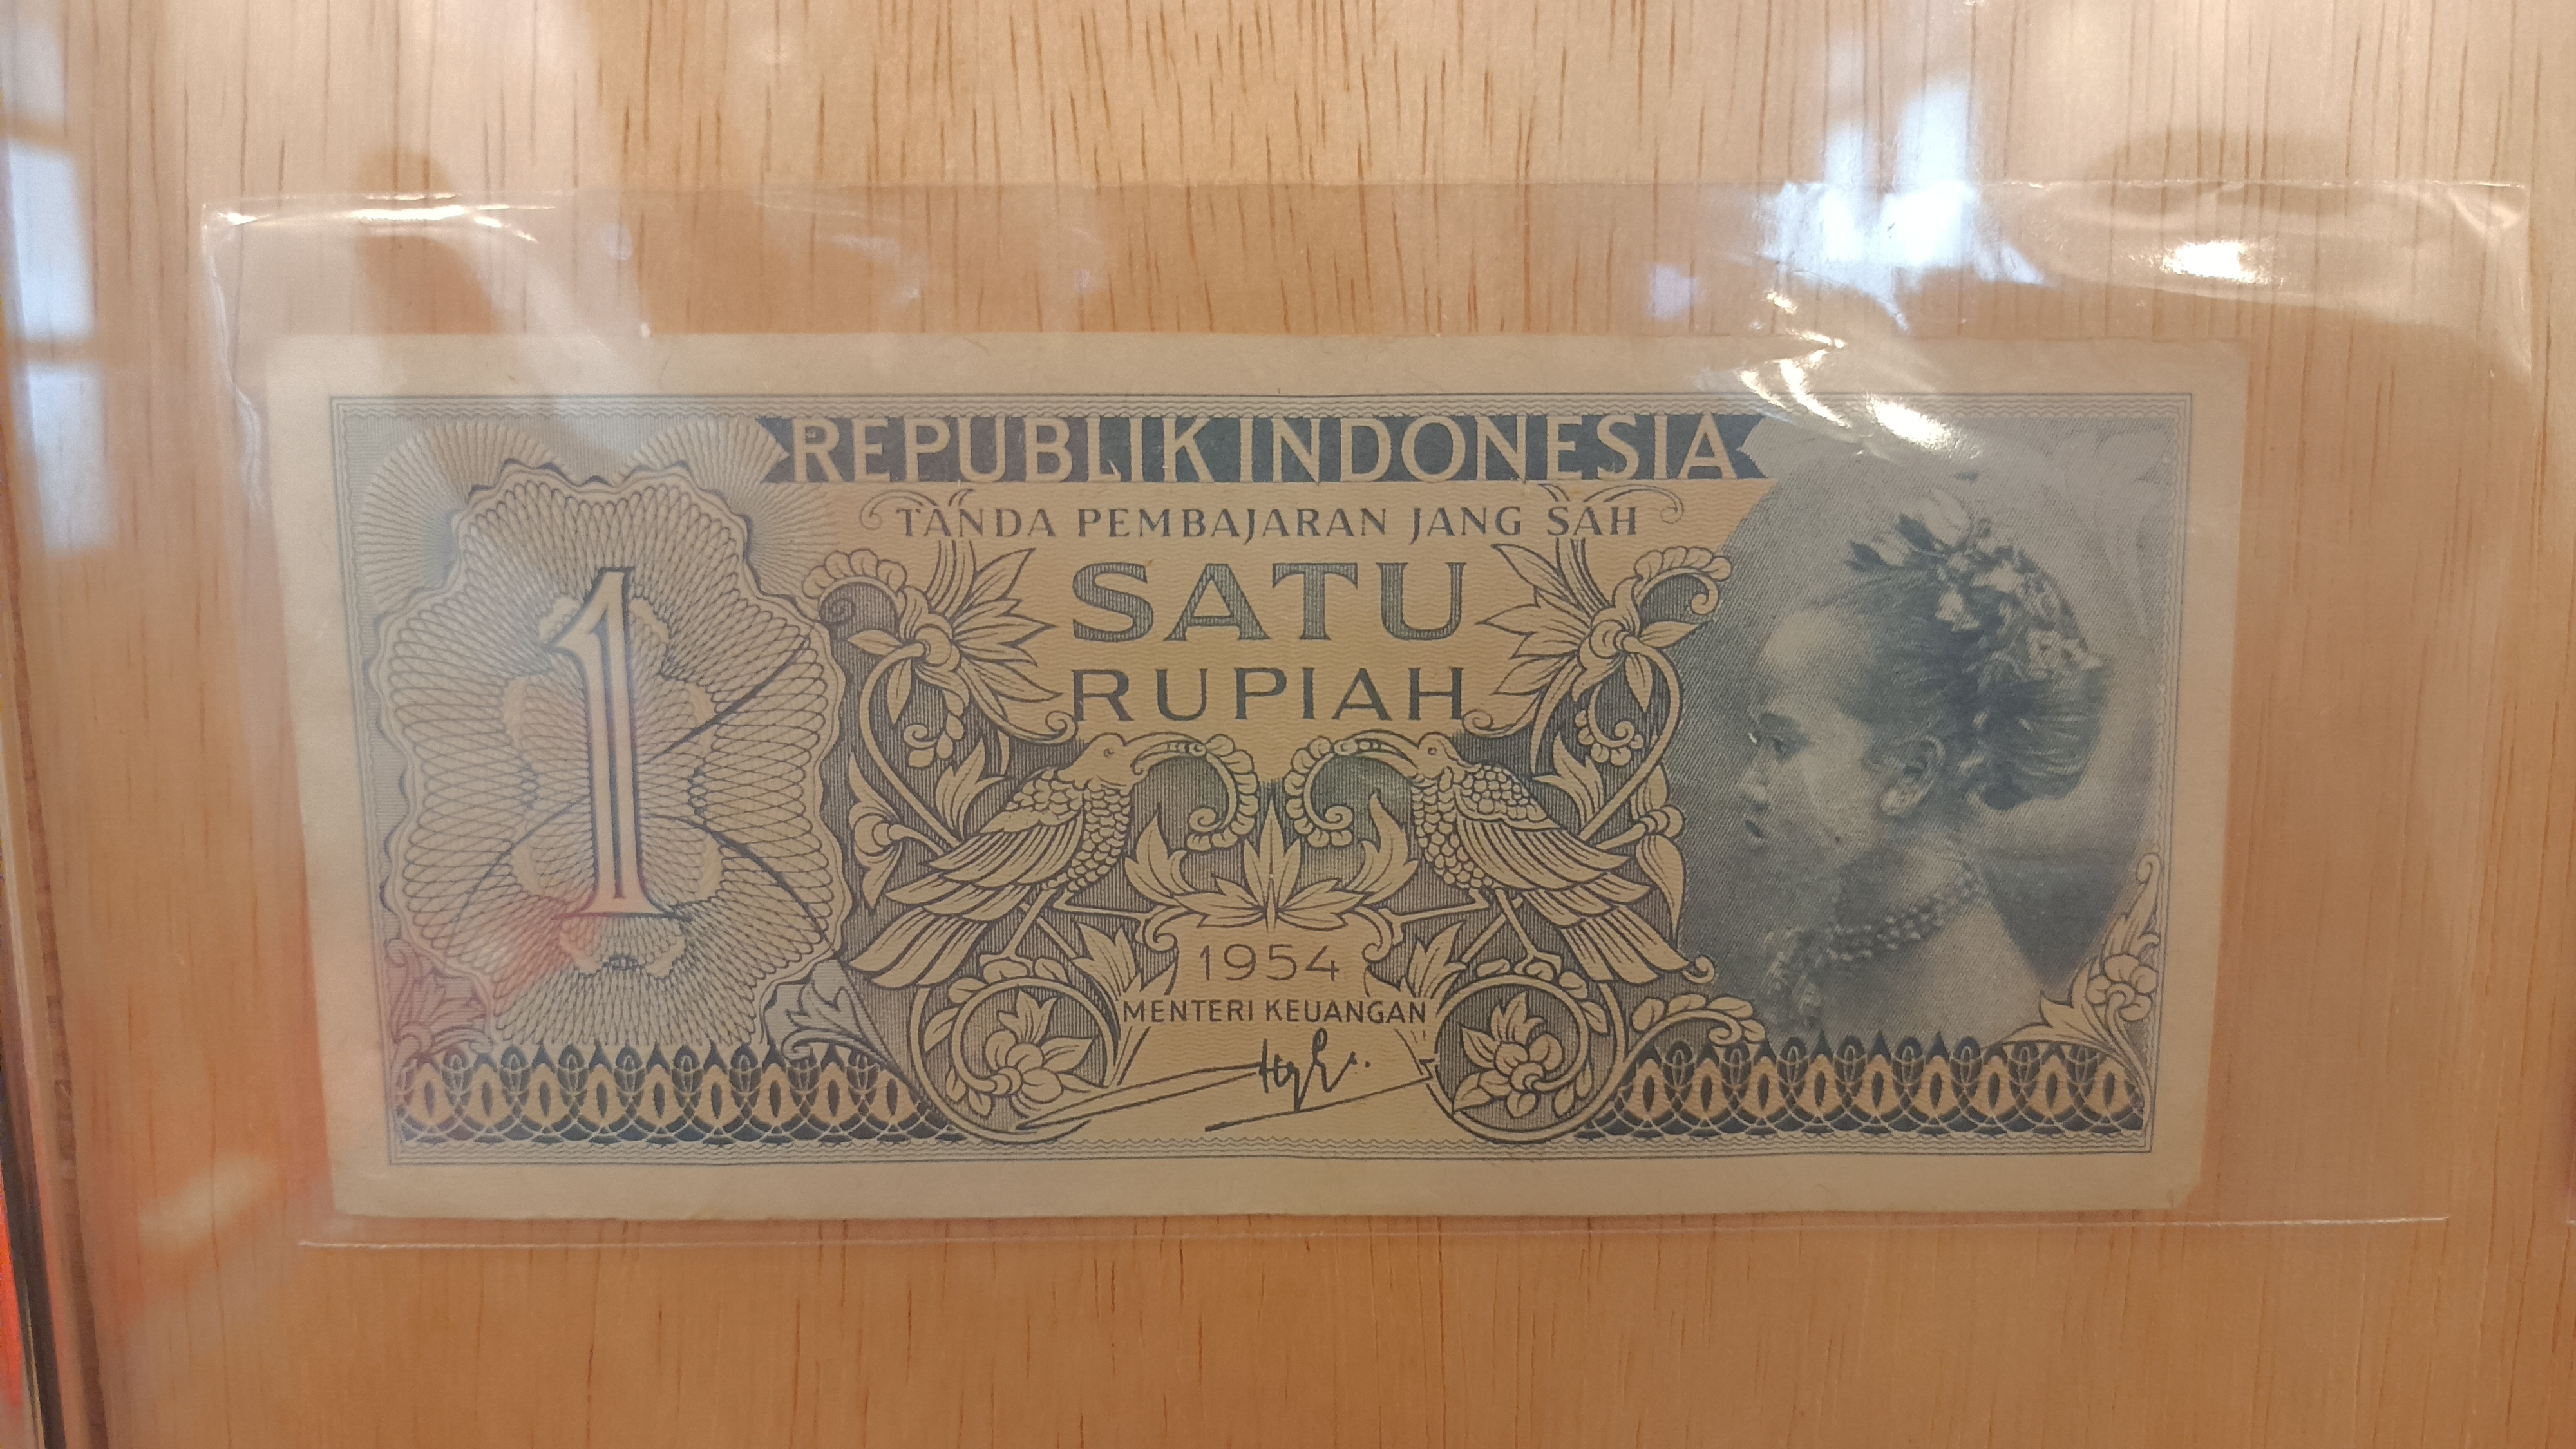 REPUBLIK INDONESIA
TANDA PEMBAJARAN JANG SAH
1
SATU
RUPIAH
1954
MENTERI KEUANGAN